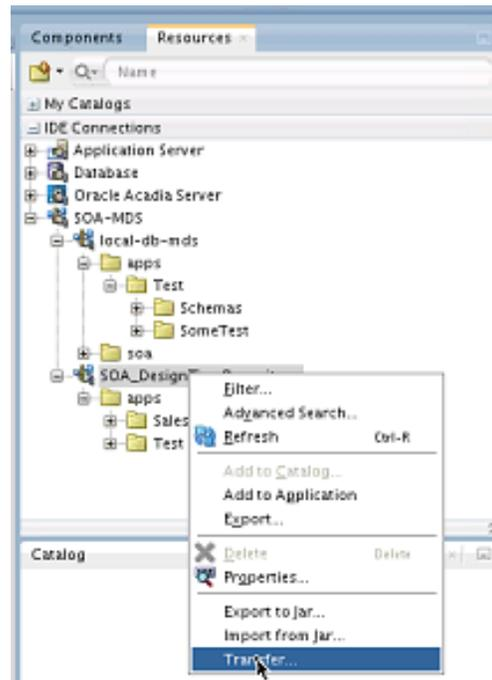 Components Resources
Name
My Catalogs
IDE Connections
Application Server
Database
Oracle Acadia Server
SOA-MDS
local-db-mds
apps
Test
Schemas
SomeTest
soa
SOA_Design
apps
Sales
Test
Filter...
Advanced Search...
Refresh Ctrl-R
Add to Catalog...
Add to Application
Export...
Delete Delete
Properties...
Export to Jar...
Import from Jar...
Transfer...
Catalog